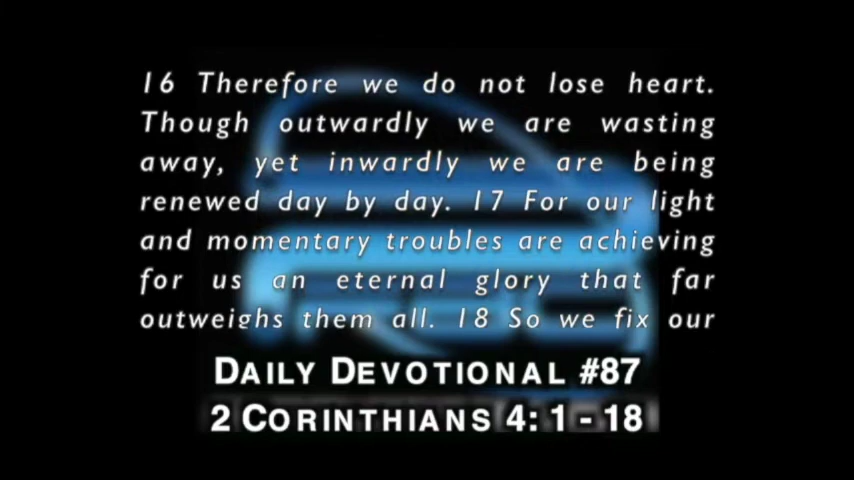 16 Therefore we do not lose heart.
Though outwardly we are wasting
away, yet inwardly we are being
renewed day by day. 17 For our light
and momentary troubles are achieving
for us an eternal glory that far
outweighs them all. 18 So we fix our
DAILY DEVOTIONAL #87
2 CORINTHIANS 4: 1 - 18